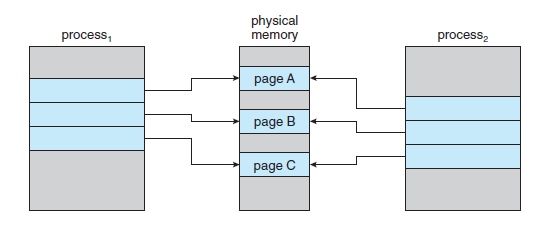 process₁
physical
memory
process₂
page A
page B
page C